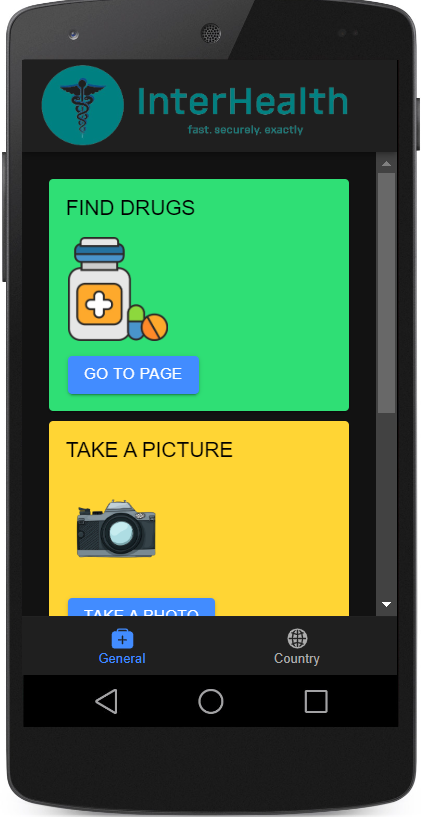 InterHealth
fast. securely. exactly
FIND DRUGS
GO TO PAGE
TAKE A PICTURE
TAKE A PHOTO
General
Country